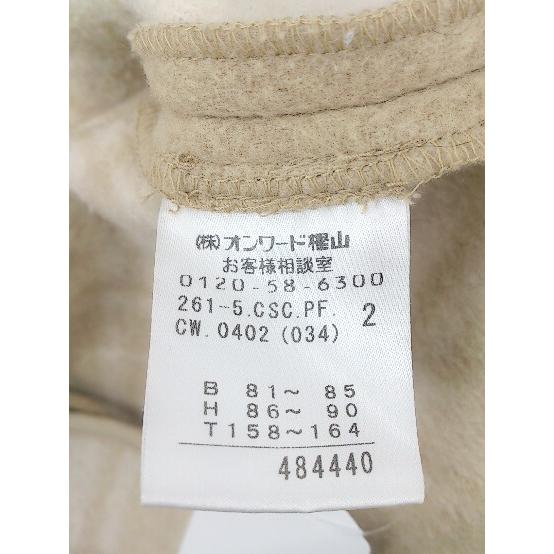 (株)オンワード樫山
お客様相談室
0120-58-6300
261-5.CSC.PF. 2
CW.0402(034)
B 81～ 85
H 86～ 90
T158～164
484440